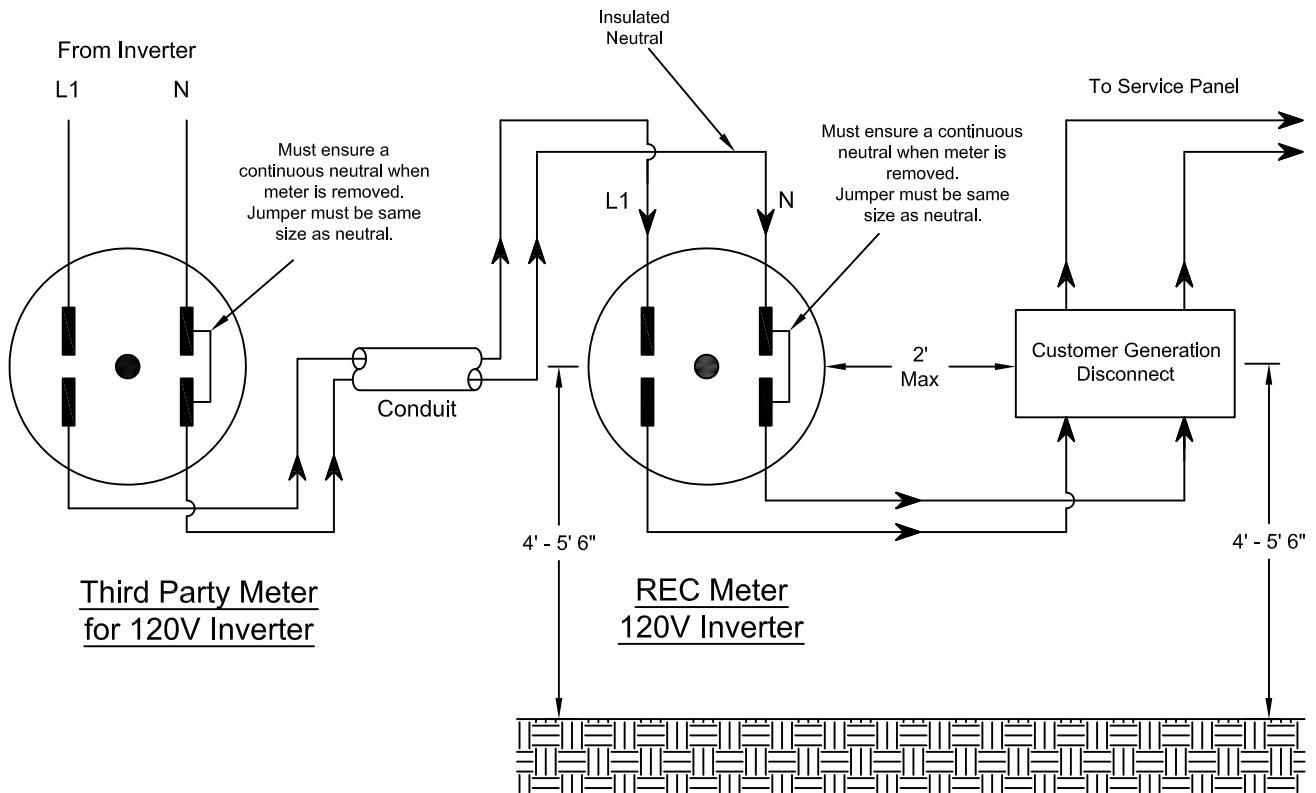 From Inverter
L1
N
Must ensure a
continuous neutral when
meter is removed.
Jumper must be same
size as neutral.
Insulated
Neutral
L1
N
Must ensure a continuous
neutral when meter is
removed.
Jumper must be same
size as neutral.
To Service Panel
Conduit
2'
Max
Customer Generation
Disconnect
4' - 5' 6"
4' - 5' 6"
Third Party Meter
for 120V Inverter
REC Meter
120V Inverter